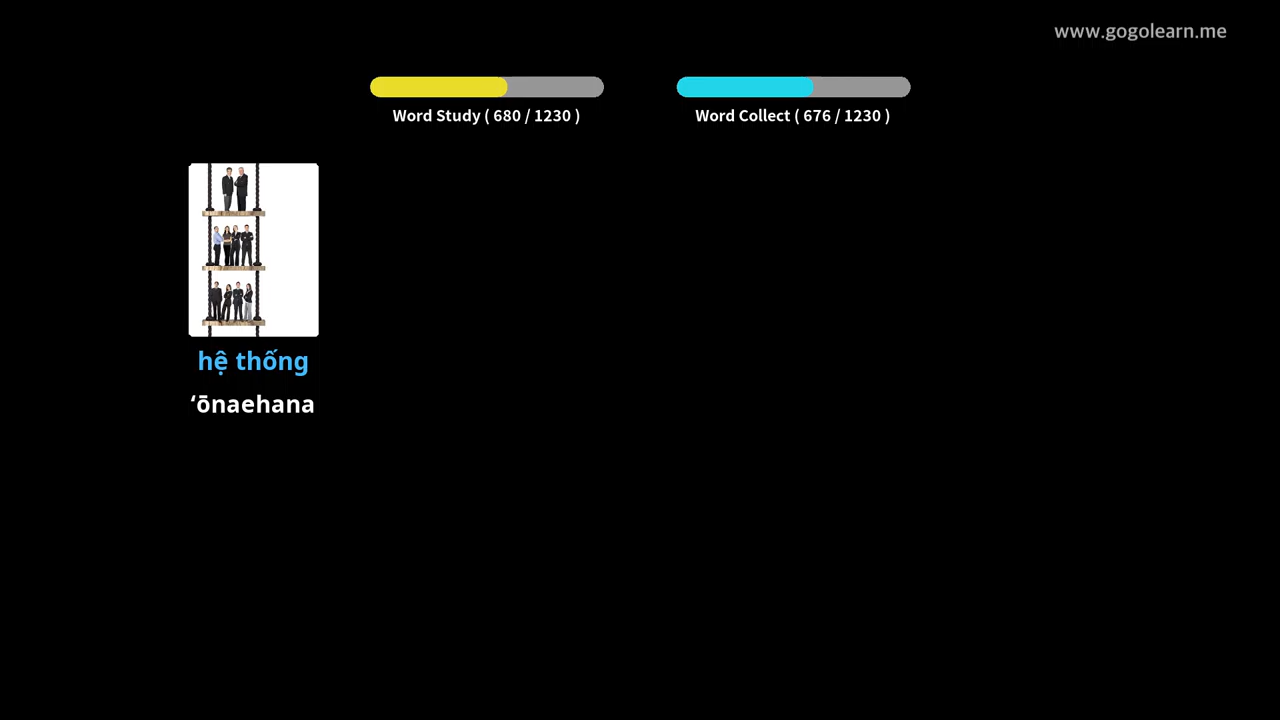 www.gogolearn.me
Word Study ( 680 / 1230 )
Word Collect ( 676 / 1230 )
hệ thống
ʻōnaehana